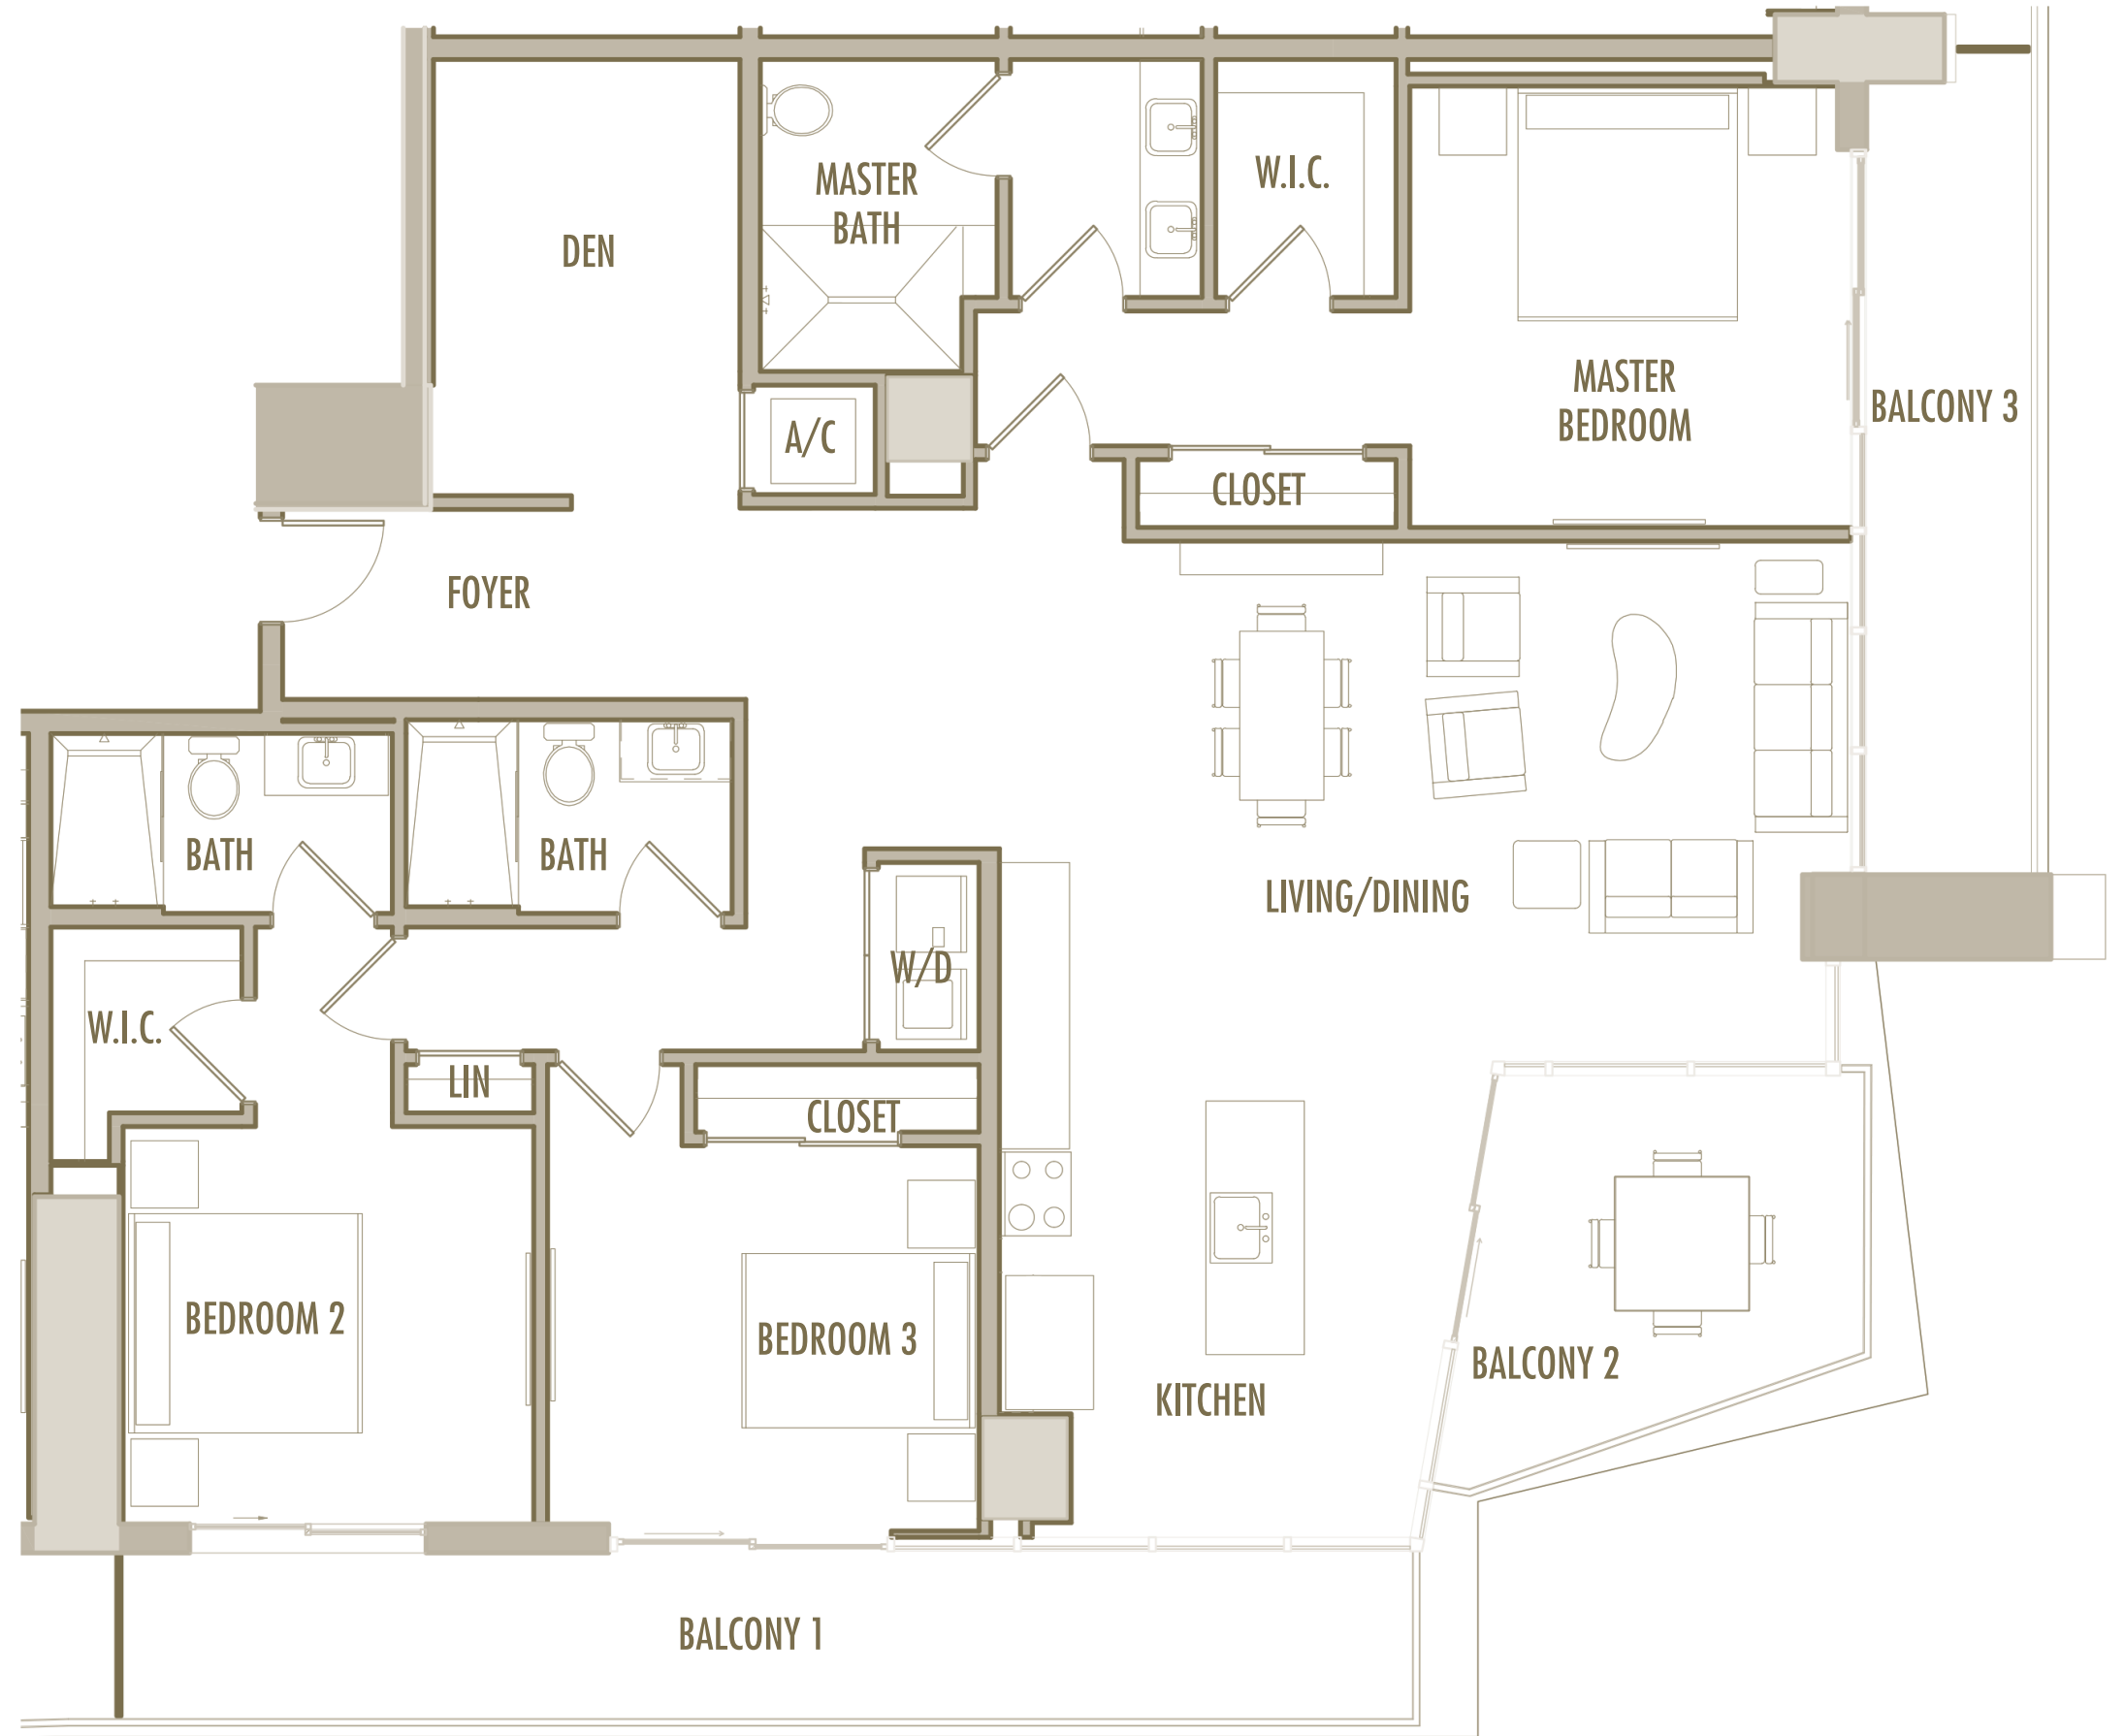 MASTER
BATH
W.I.C.
DEN
MASTER
BEDROOM
BALCONY 3
A/C
CLOSET
FOYER
BATH
BATH
LIVING/DINING
W/D
W.I.C.
LIN
CLOSET
BEDROOM 2
BEDROOM 3
BALCONY 2
KITCHEN
BALCONY 1